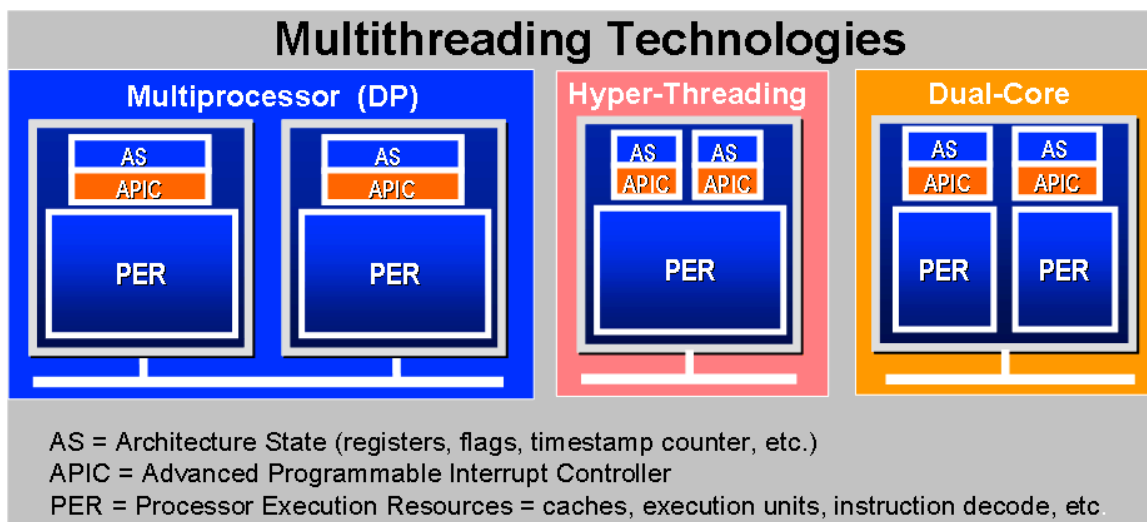 Multithreading Technologies
Multiprocessor (DP)
AS
APIC
PER
AS
APIC
PER
Hyper-Threading
AS AS
APIC APIC
PER
Dual-Core
AS AS
APIC APIC
PER PER
AS = Architecture State (registers, flags, timestamp counter, etc.)
APIC = Advanced Programmable Interrupt Controller
PER = Processor Execution Resources = caches, execution units, instruction decode, etc.